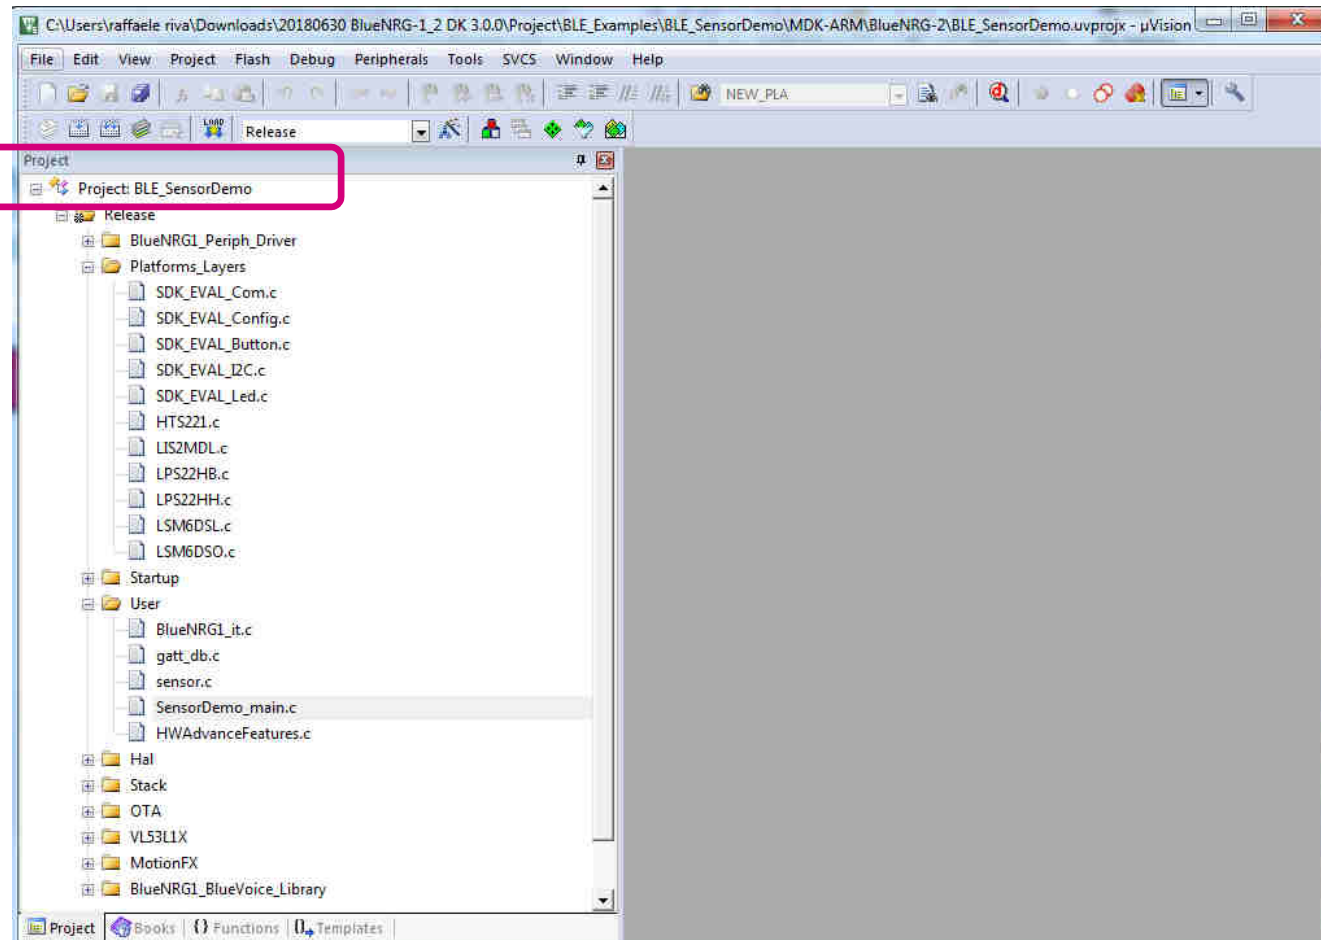 C:\Users\raffaele riva\Downloads\20180630 BlueNRG-1_2 DK 3.0.0\Project\BLE_Examples\BLE_SensorDemo\MDK-ARM\BlueNRG-2\BLE_SensorDemo.uvprojx - µVision
File Edit View Project Flash Debug Peripherals Tools SVCS Window Help
NEW_PLA
LOAD Release
Project
Project: BLE_SensorDemo
Release
BlueNRG1_Periph_Driver
Platforms_Layers
SDK_EVAL_Com.c
SDK_EVAL_Config.c
SDK_EVAL_Button.c
SDK_EVAL_I2C.c
SDK_EVAL_Led.c
HTS221.c
LIS2MDL.c
LPS22HB.c
LPS22HH.c
LSM6DSL.c
LSM6DSO.c
Startup
User
BlueNRG1_it.c
gatt_db.c
sensor.c
SensorDemo_main.c
HWAdvanceFeatures.c
Hal
Stack
OTA
VL53L1X
MotionFX
BlueNRG1_BlueVoice_Library
Project Books {} Functions Templates